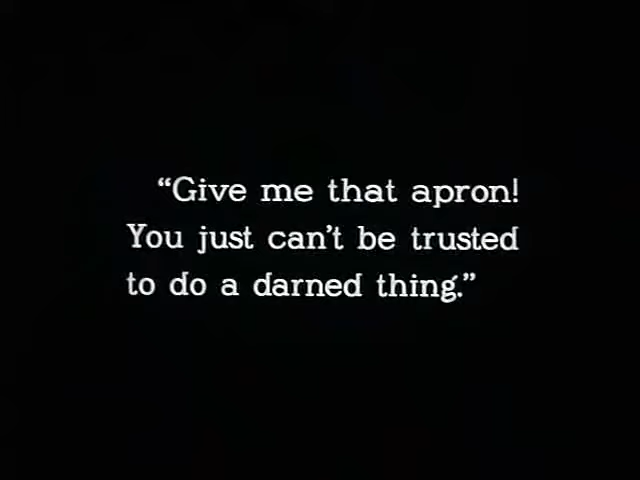 “Give me that apron!
You just can't be trusted
to do a darned thing.”